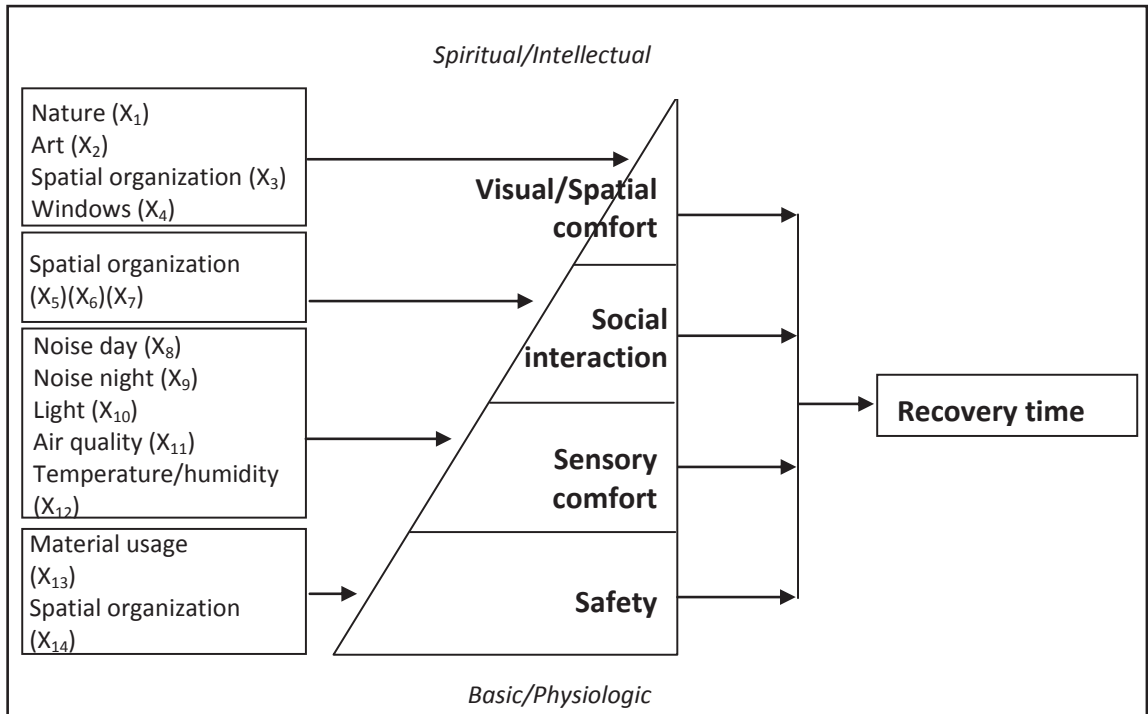 Spiritual/Intellectual
Nature (X₁)
Art (X₂)
Spatial organization (X₃)
Windows (X₄)
Spatial organization
(X₅)(X₆)(X₇)
Noise day (X₈)
Noise night (X₉)
Light (X₁₀)
Air quality (X₁₁)
Temperature/humidity
(X₁₂)
Material usage
(X₁₃)
Spatial organization
(X₁₄)
Visual/Spatial
comfort
Social
interaction
Sensory
comfort
Safety
Recovery time
Basic/Physiologic